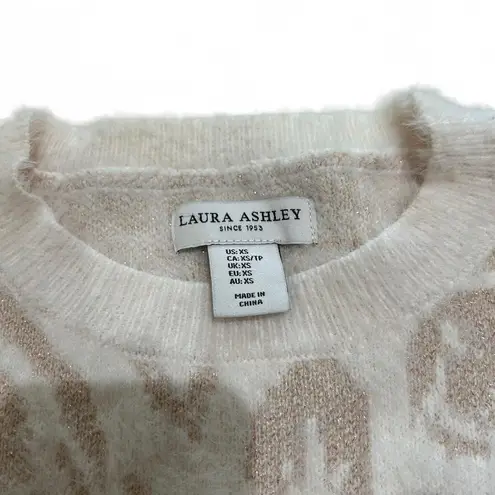 LAURA ASHLEY
SINCE 1953
US: XS
CA: XS/TP
UK: XS
EU: XS
AU: XS
MADE IN
CHINA